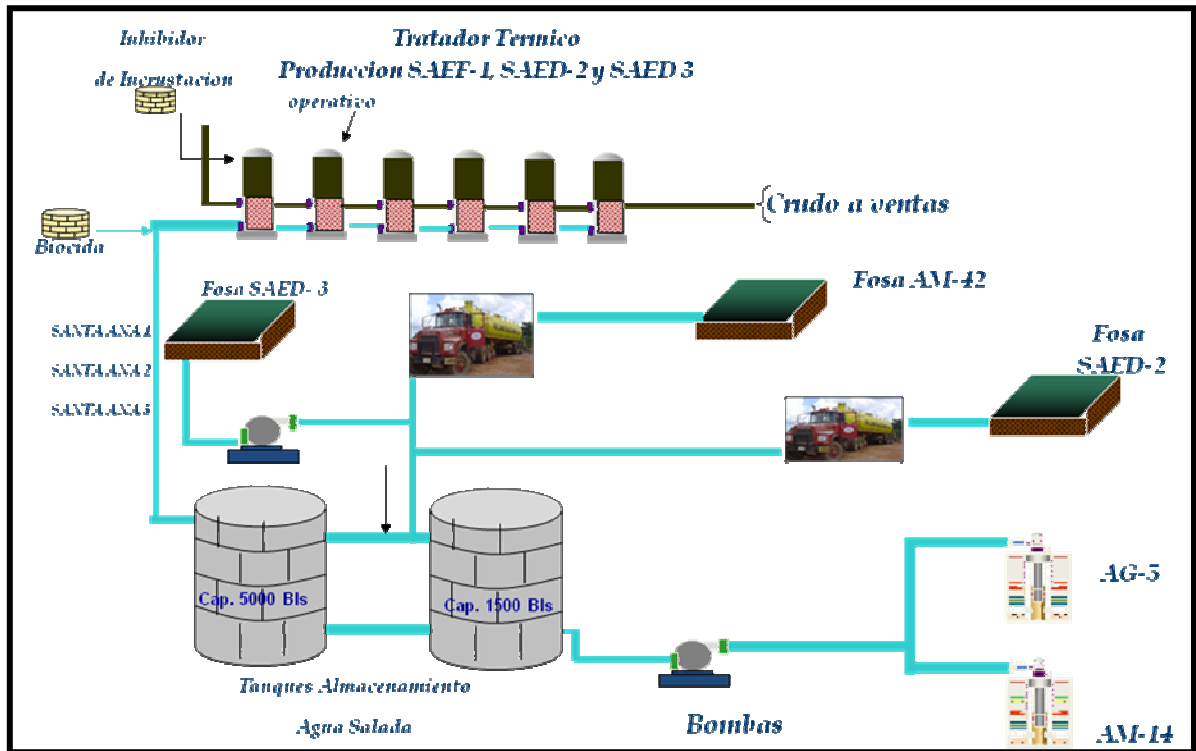 Inhibidor
de Incrustacion
Tratador Termico
Produccion SAEF-1, SAED-2 y SAED 3
operativo
Crudo a ventas
Biocida
Fosa SAED- 3
Fosa AM-42
Fosa
SAED-2
SANTA ANA 1
SANTA ANA 2
SANTA ANA 3
Cap. 5000 Bls
Cap. 1500 Bls
AG-5
Tanques Almacenamiento
Agua Salada
Bombas
AM-14